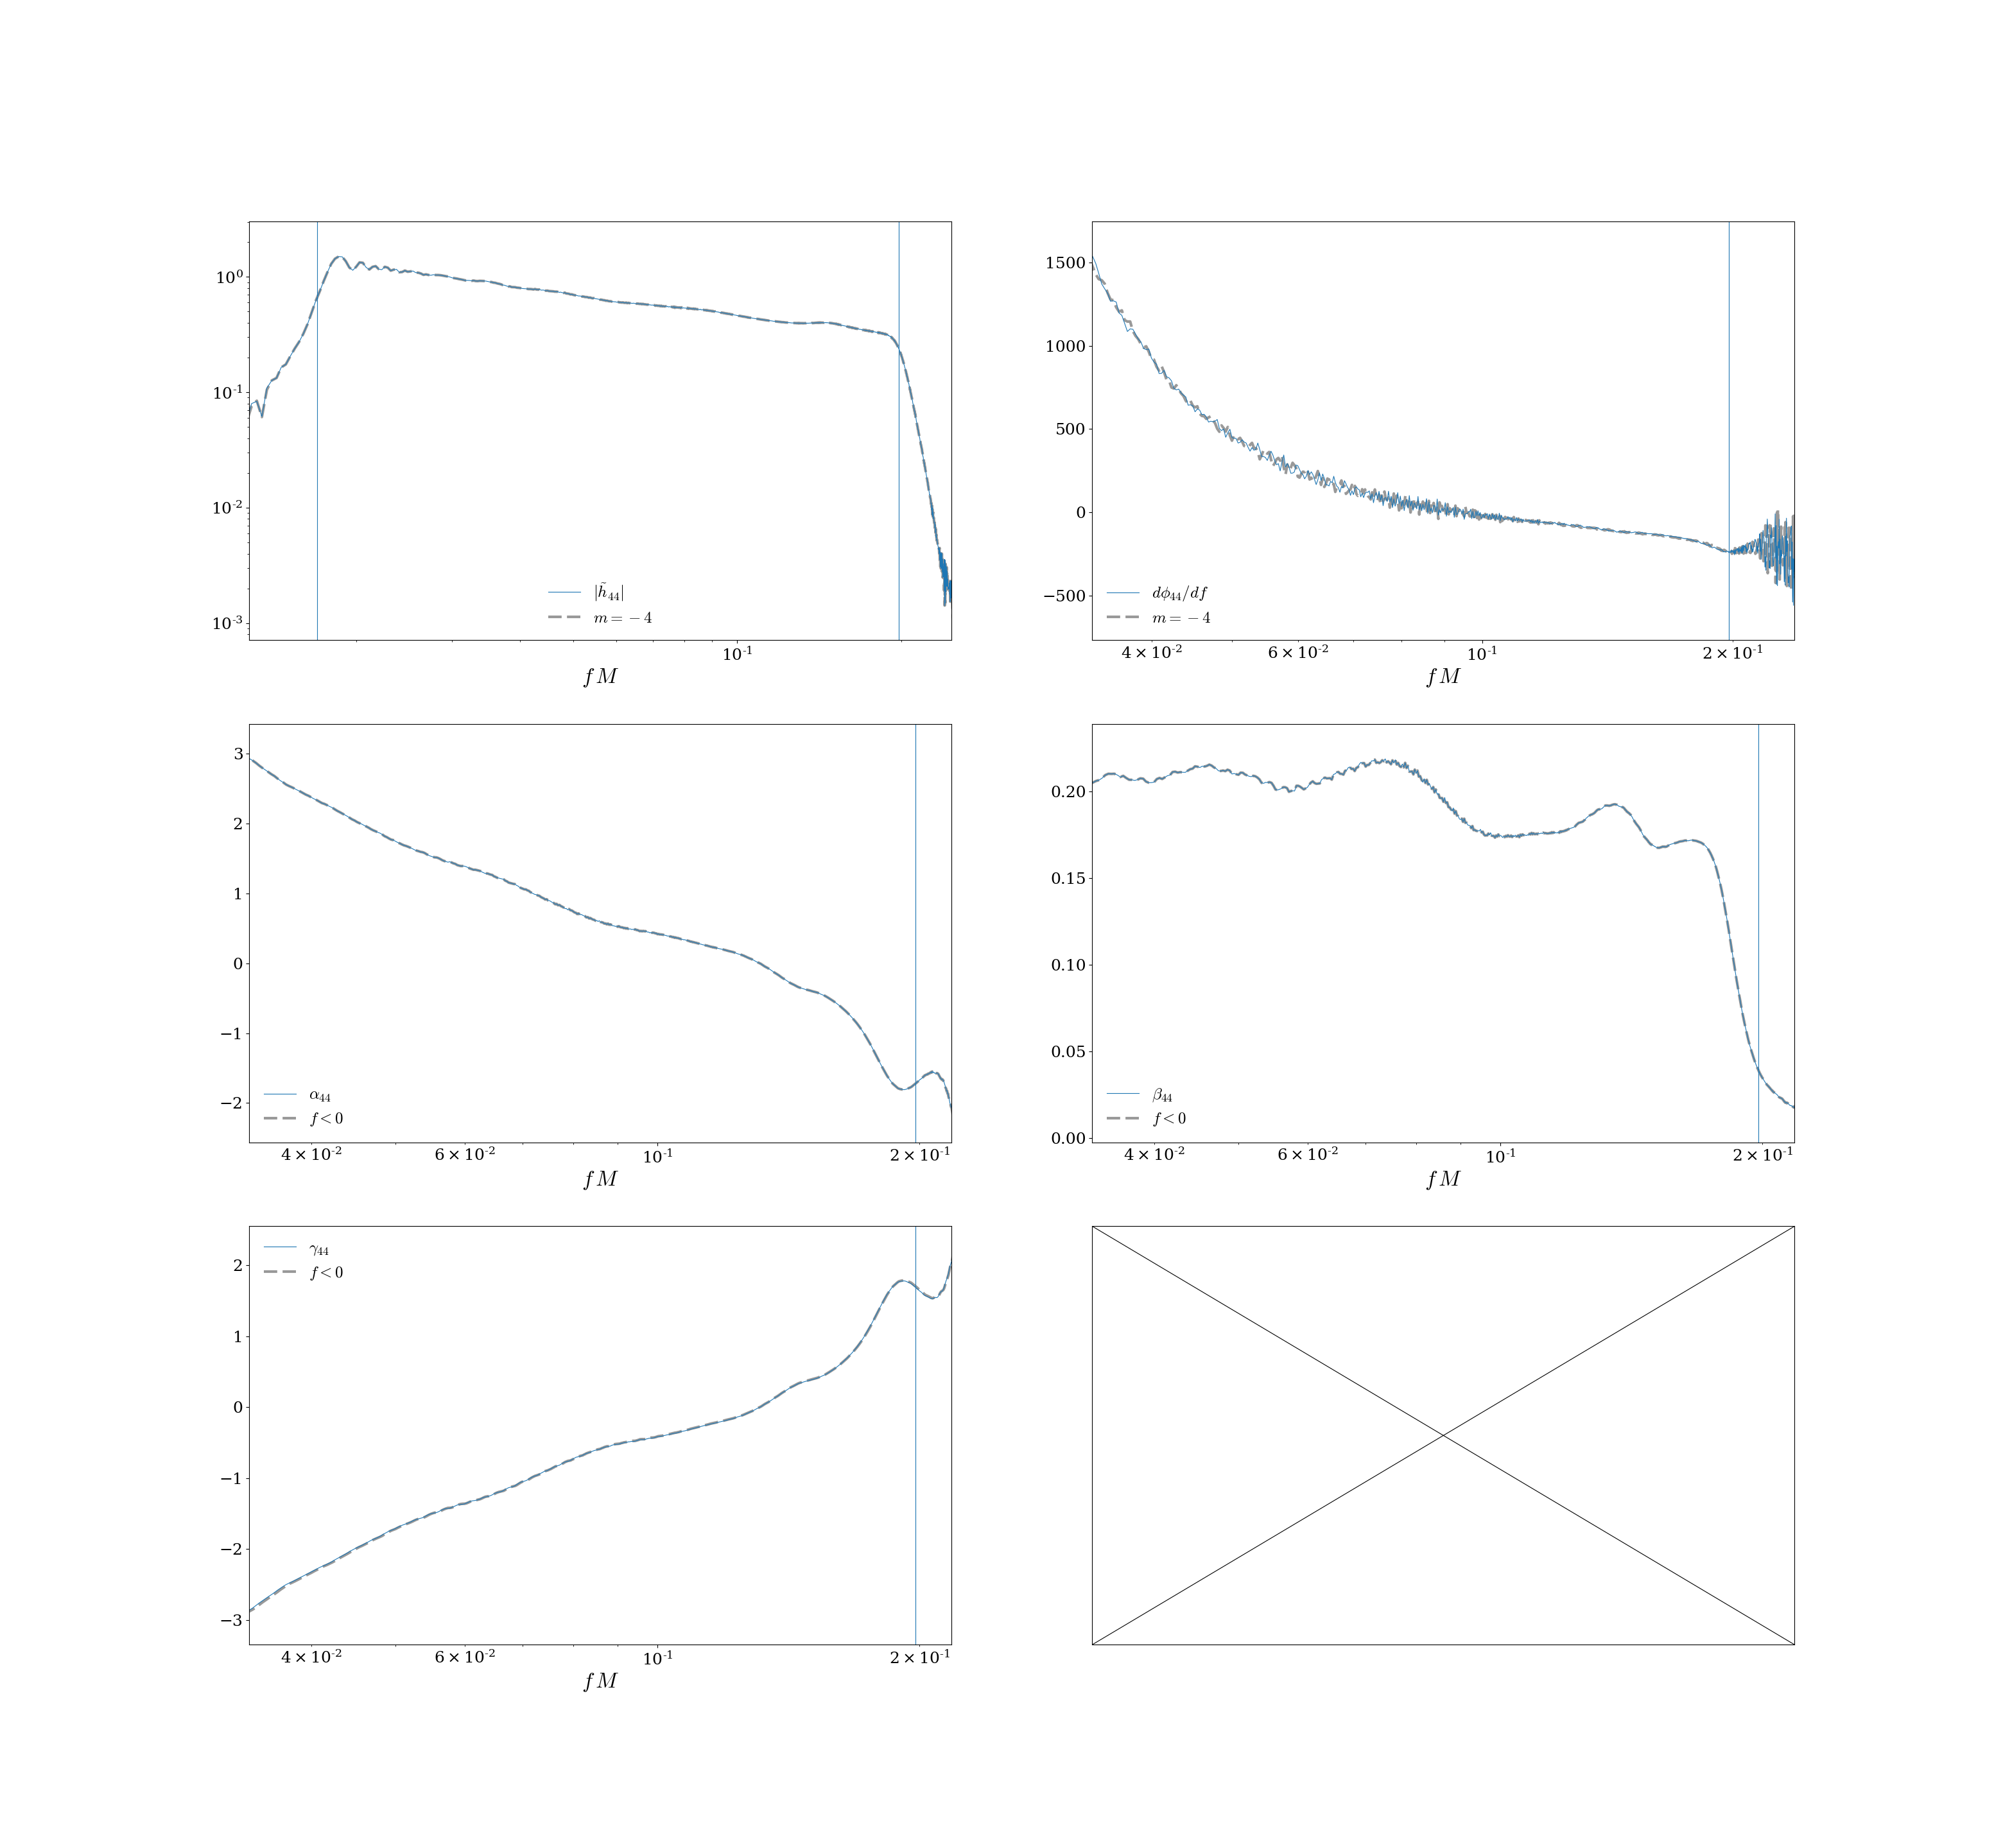 10⁰
10⁻¹
10⁻²
10⁻³
|h̃₄₄|
m = −4
10⁻¹
fM
1500
1000
500
0
−500
dϕ₄₄/df
m = −4
4 × 10⁻²
6 × 10⁻²
10⁻¹
2 × 10⁻¹
fM
3
2
1
0
−1
−2
α₄₄
f < 0
4 × 10⁻²
6 × 10⁻²
10⁻¹
2 × 10⁻¹
fM
0.20
0.15
0.10
0.05
0.00
β₄₄
f < 0
4 × 10⁻²
6 × 10⁻²
10⁻¹
2 × 10⁻¹
fM
2
1
0
−1
−2
−3
γ₄₄
f < 0
4 × 10⁻²
6 × 10⁻²
10⁻¹
2 × 10⁻¹
fM